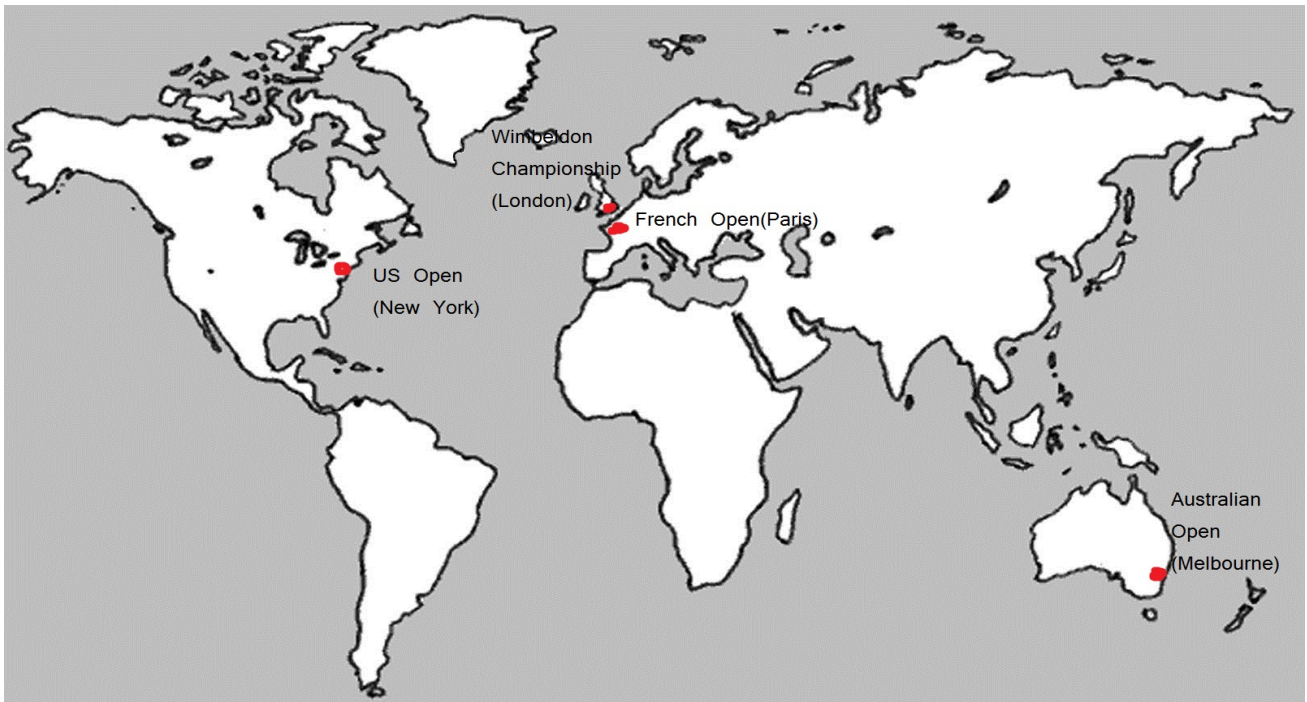 Wimbeldon
Championship
(London)
French Open(Paris)
US Open
(New York)
Australian
Open
(Melbourne)